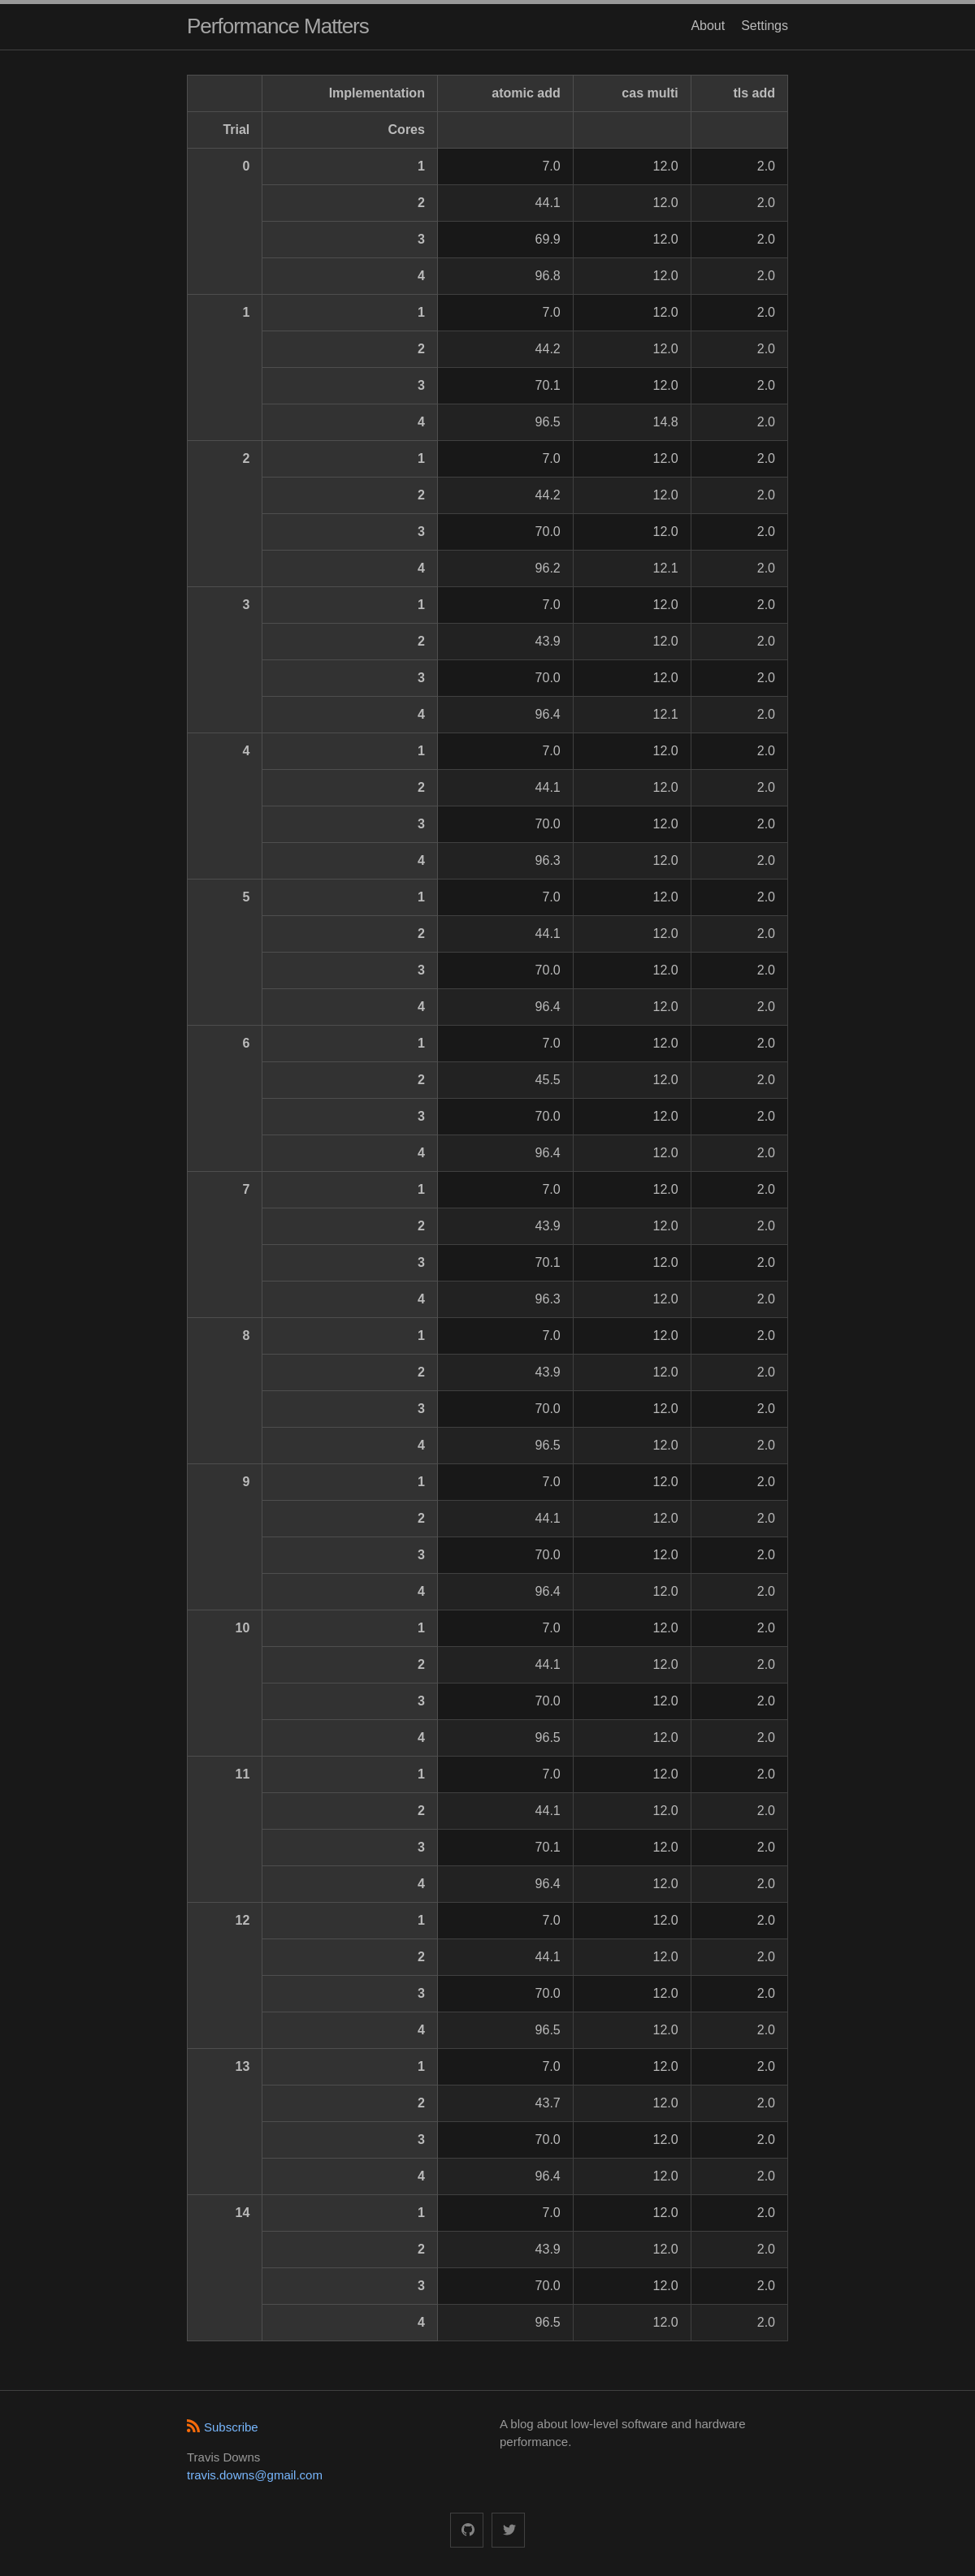 Performance Matters About Settings
Implementation atomic add cas multi tls add
Trial Cores
0 1 7.0 12.0 2.0
2 44.1 12.0 2.0
3 69.9 12.0 2.0
4 96.8 12.0 2.0
1 1 7.0 12.0 2.0
2 44.2 12.0 2.0
3 70.1 12.0 2.0
4 96.5 14.8 2.0
2 1 7.0 12.0 2.0
2 44.2 12.0 2.0
3 70.0 12.0 2.0
4 96.2 12.1 2.0
3 1 7.0 12.0 2.0
2 43.9 12.0 2.0
3 70.0 12.0 2.0
4 96.4 12.1 2.0
4 1 7.0 12.0 2.0
2 44.1 12.0 2.0
3 70.0 12.0 2.0
4 96.3 12.0 2.0
5 1 7.0 12.0 2.0
2 44.1 12.0 2.0
3 70.0 12.0 2.0
4 96.4 12.0 2.0
6 1 7.0 12.0 2.0
2 45.5 12.0 2.0
3 70.0 12.0 2.0
4 96.4 12.0 2.0
7 1 7.0 12.0 2.0
2 43.9 12.0 2.0
3 70.1 12.0 2.0
4 96.3 12.0 2.0
8 1 7.0 12.0 2.0
2 43.9 12.0 2.0
3 70.0 12.0 2.0
4 96.5 12.0 2.0
9 1 7.0 12.0 2.0
2 44.1 12.0 2.0
3 70.0 12.0 2.0
4 96.4 12.0 2.0
10 1 7.0 12.0 2.0
2 44.1 12.0 2.0
3 70.0 12.0 2.0
4 96.5 12.0 2.0
11 1 7.0 12.0 2.0
2 44.1 12.0 2.0
3 70.1 12.0 2.0
4 96.4 12.0 2.0
12 1 7.0 12.0 2.0
2 44.1 12.0 2.0
3 70.0 12.0 2.0
4 96.5 12.0 2.0
13 1 7.0 12.0 2.0
2 43.7 12.0 2.0
3 70.0 12.0 2.0
4 96.4 12.0 2.0
14 1 7.0 12.0 2.0
2 43.9 12.0 2.0
3 70.0 12.0 2.0
4 96.5 12.0 2.0
Subscribe
Travis Downs
travis.downs@gmail.com
A blog about low-level software and hardware
performance.